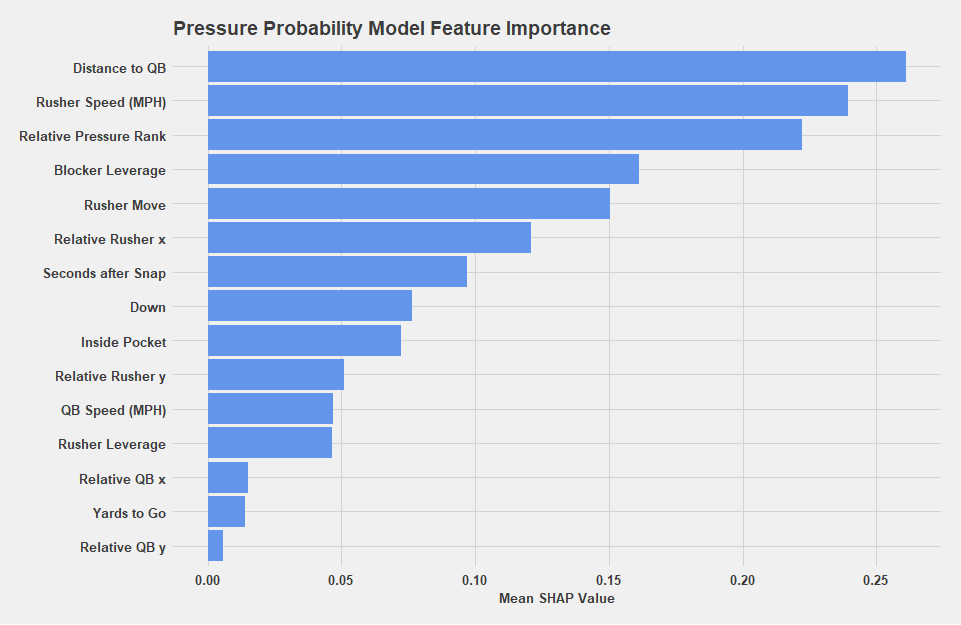 Pressure Probability Model Feature Importance
Distance to QB
Rusher Speed (MPH)
Relative Pressure Rank
Blocker Leverage
Rusher Move
Relative Rusher x
Seconds after Snap
Down
Inside Pocket
Relative Rusher y
QB Speed (MPH)
Rusher Leverage
Relative QB x
Yards to Go
Relative QB y
0.00 0.05 0.10 0.15 0.20 0.25
Mean SHAP Value